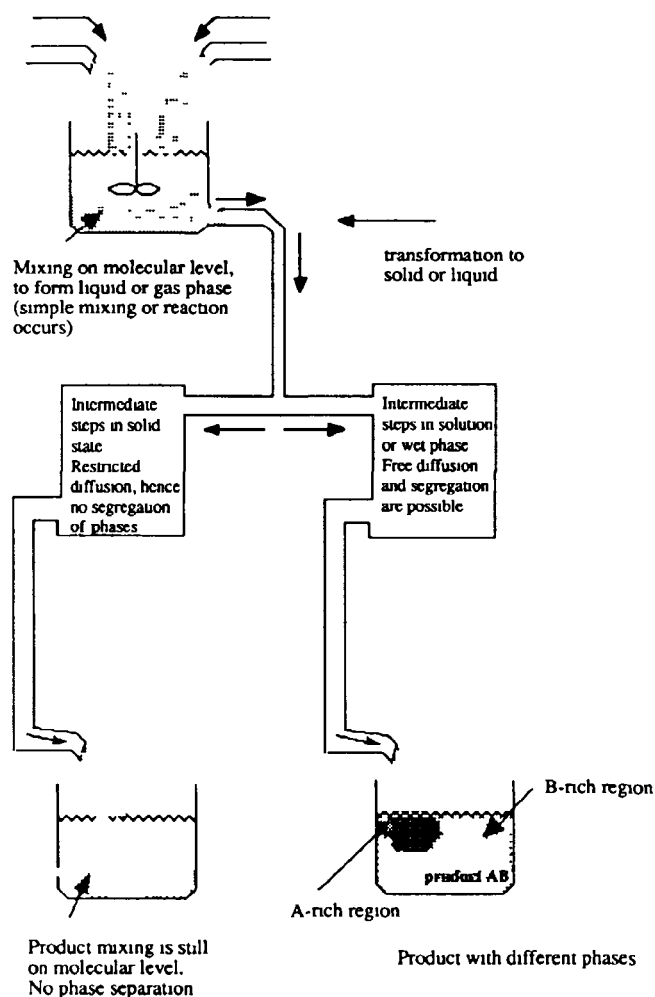 Mixing on molecular level,
to form liquid or gas phase
(simple mixing or reaction
occurs)
transformation to
solid or liquid
Intermediate
steps in solid
state
Restricted
diffusion, hence
no segregation
of phases
Intermediate
steps in solution
or wet phase
Free diffusion
and segregation
are possible
B-rich region
product AB
A-rich region
Product mixing is still
on molecular level.
No phase separation
Product with different phases